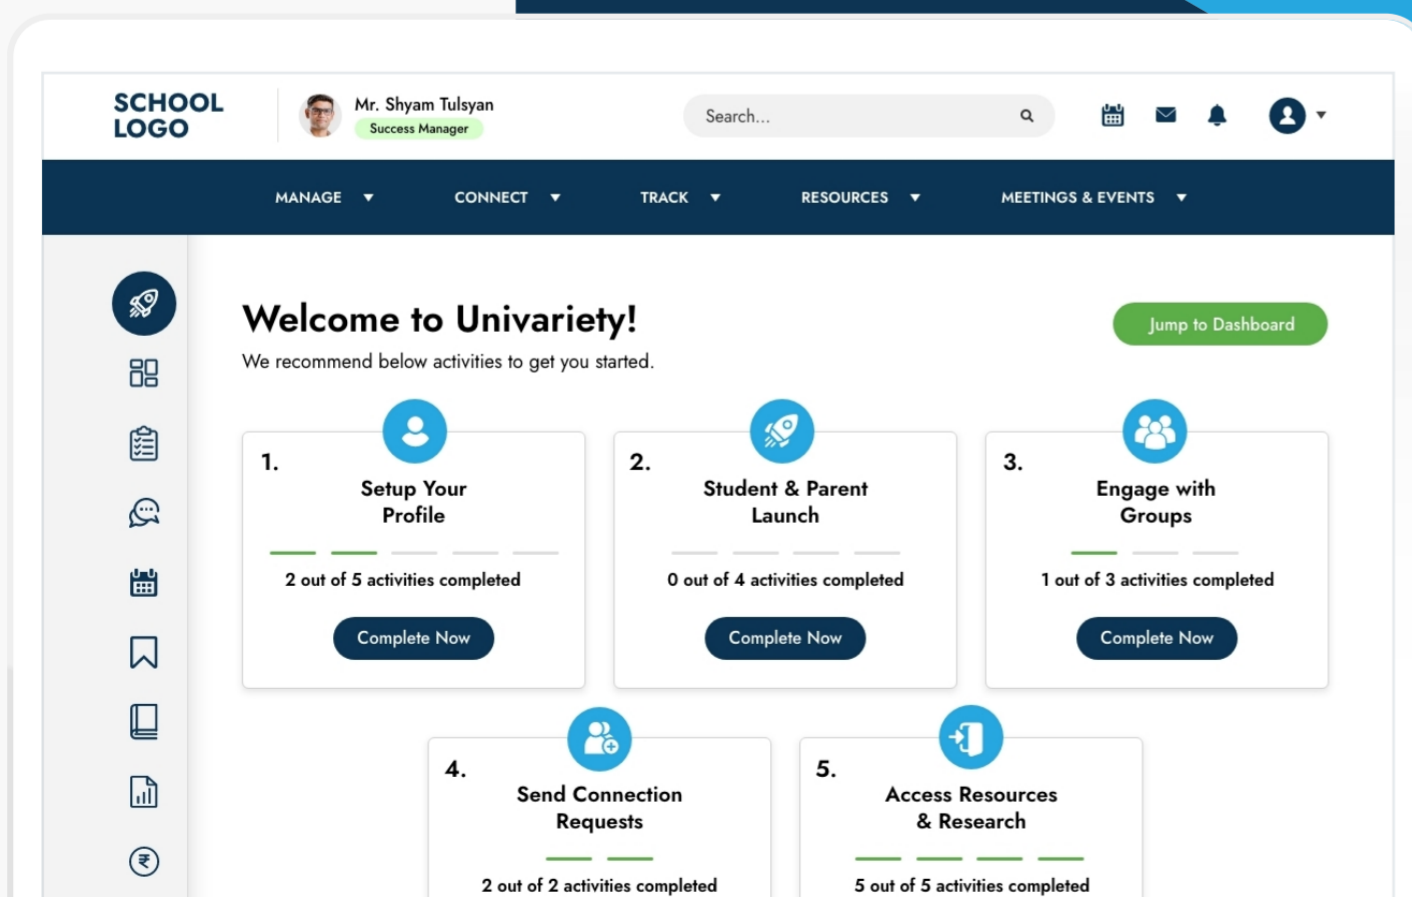 SCHOOL
LOGO
Mr. Shyam Tulsyan
Success Manager
Search...
MANAGE
CONNECT
TRACK
RESOURCES
MEETINGS & EVENTS
Welcome to Univariety!
Jump to Dashboard
We recommend below activities to get you started.
1.
Setup Your
Profile
2 out of 5 activities completed
Complete Now
2.
Student & Parent
Launch
0 out of 4 activities completed
Complete Now
3.
Engage with
Groups
1 out of 3 activities completed
Complete Now
4.
Send Connection
Requests
2 out of 2 activities completed
5.
Access Resources
& Research
5 out of 5 activities completed
₹